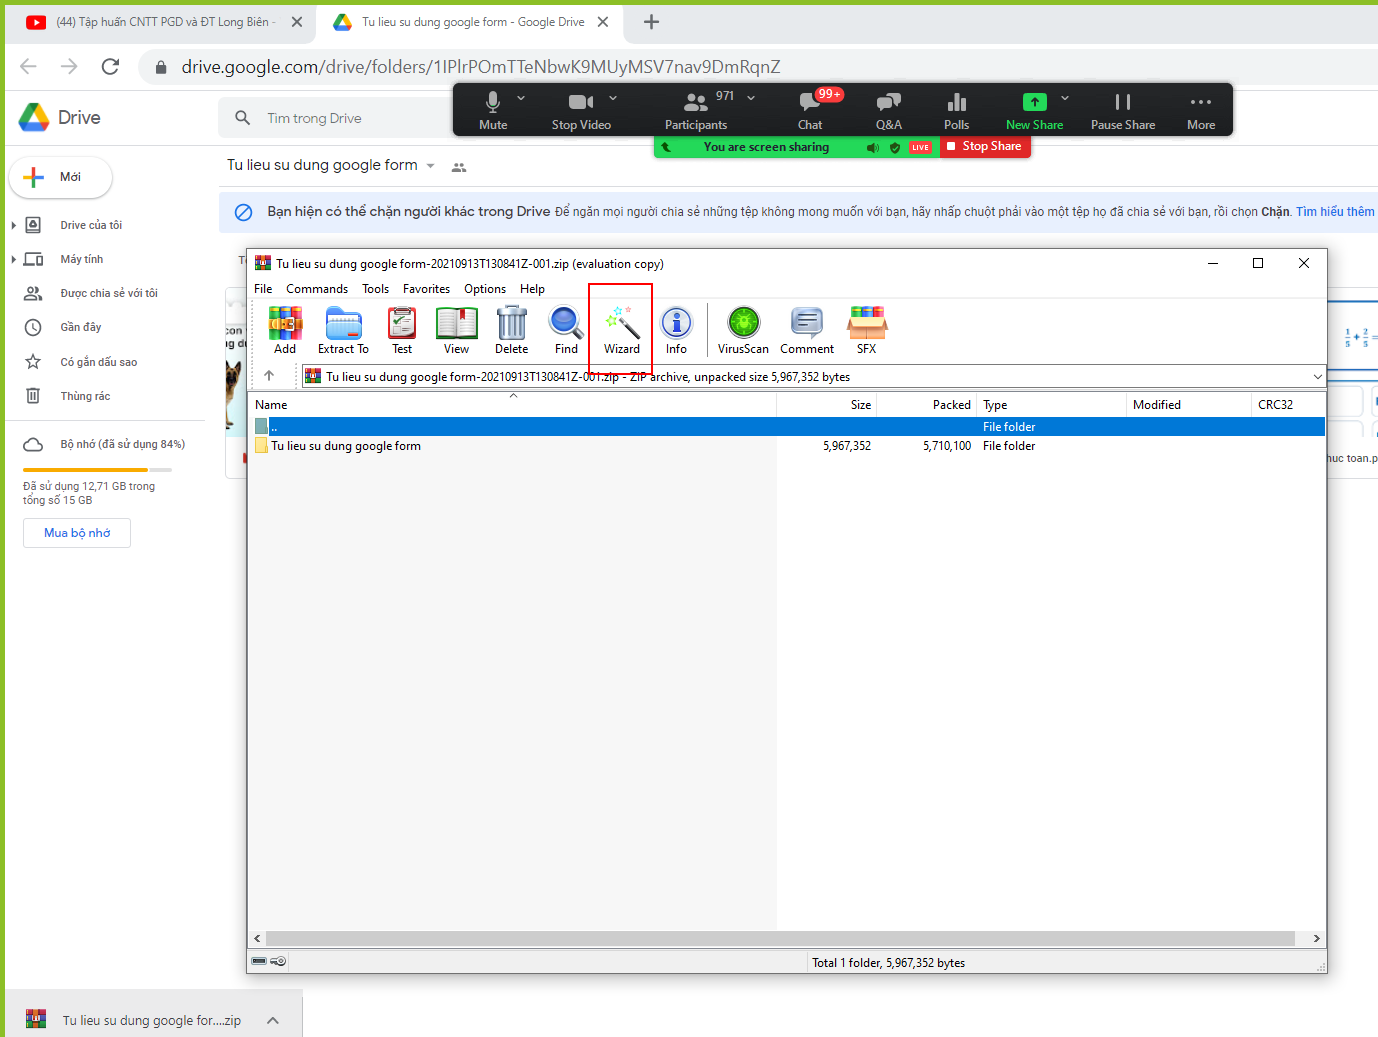 (44) Tập huấn CNTT PGD và ĐT Long Biên -
Tu lieu su dung google form - Google Drive
drive.google.com/drive/folders/1IPlrPOmTTeNbwK9MUyMSV7nav9DmRqnZ
Drive
Tìm trong Drive
971
99+
Mute
Stop Video
Participants
Chat
Q&A
Polls
New Share
Pause Share
More
You are screen sharing
LIVE
Stop Share
Mới
Tu lieu su dung google form
Bạn hiện có thể chặn người khác trong Drive Để ngăn mọi người chia sẻ những tệp không mong muốn với bạn, hãy nhấp chuột phải vào một tệp họ đã chia sẻ với bạn, rồi chọn Chặn. Tìm hiểu thêm
Drive của tôi
Máy tính
Được chia sẻ với tôi
Gần đây
Có gắn dấu sao
Thùng rác
Bộ nhớ (đã sử dụng 84%)
Đã sử dụng 12,71 GB trong
tổng số 15 GB
Mua bộ nhớ
Tu lieu su dung google form-20210913T130841Z-001.zip (evaluation copy)
File Commands Tools Favorites Options Help
Add
Extract To
Test
View
Delete
Find
Wizard
Info
VirusScan
Comment
SFX
Tu lieu su dung google form-20210913T130841Z-001.zip - ZIP archive, unpacked size 5,967,352 bytes
Name Size Packed Type Modified CRC32
.. File folder
Tu lieu su dung google form 5,967,352 5,710,100 File folder
con
1/5 + 2/5 =
huc toan.p
Total 1 folder, 5,967,352 bytes
Tu lieu su dung google for....zip